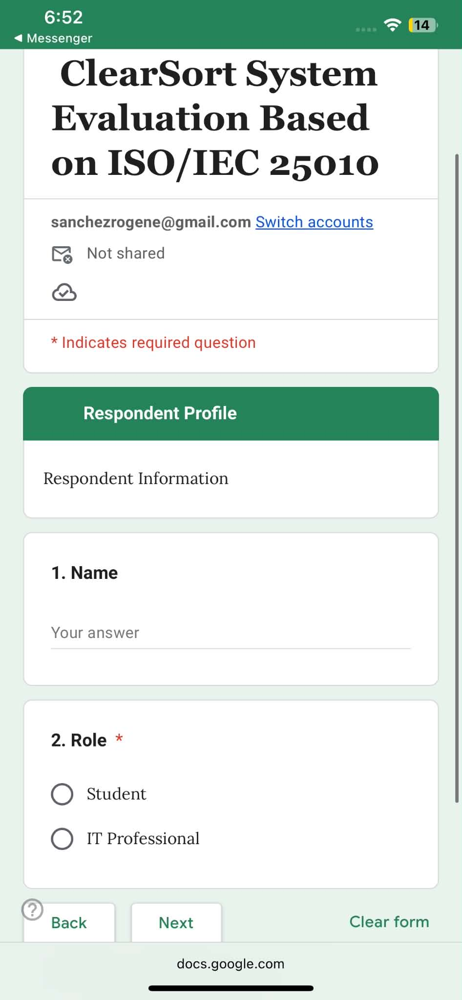 6:52
◀ Messenger
14
ClearSort System
Evaluation Based
on ISO/IEC 25010
sanchezrogene@gmail.com Switch accounts
Not shared
* Indicates required question
Respondent Profile
Respondent Information
1. Name
Your answer
2. Role *
Student
IT Professional
?
Back
Next
Clear form
docs.google.com